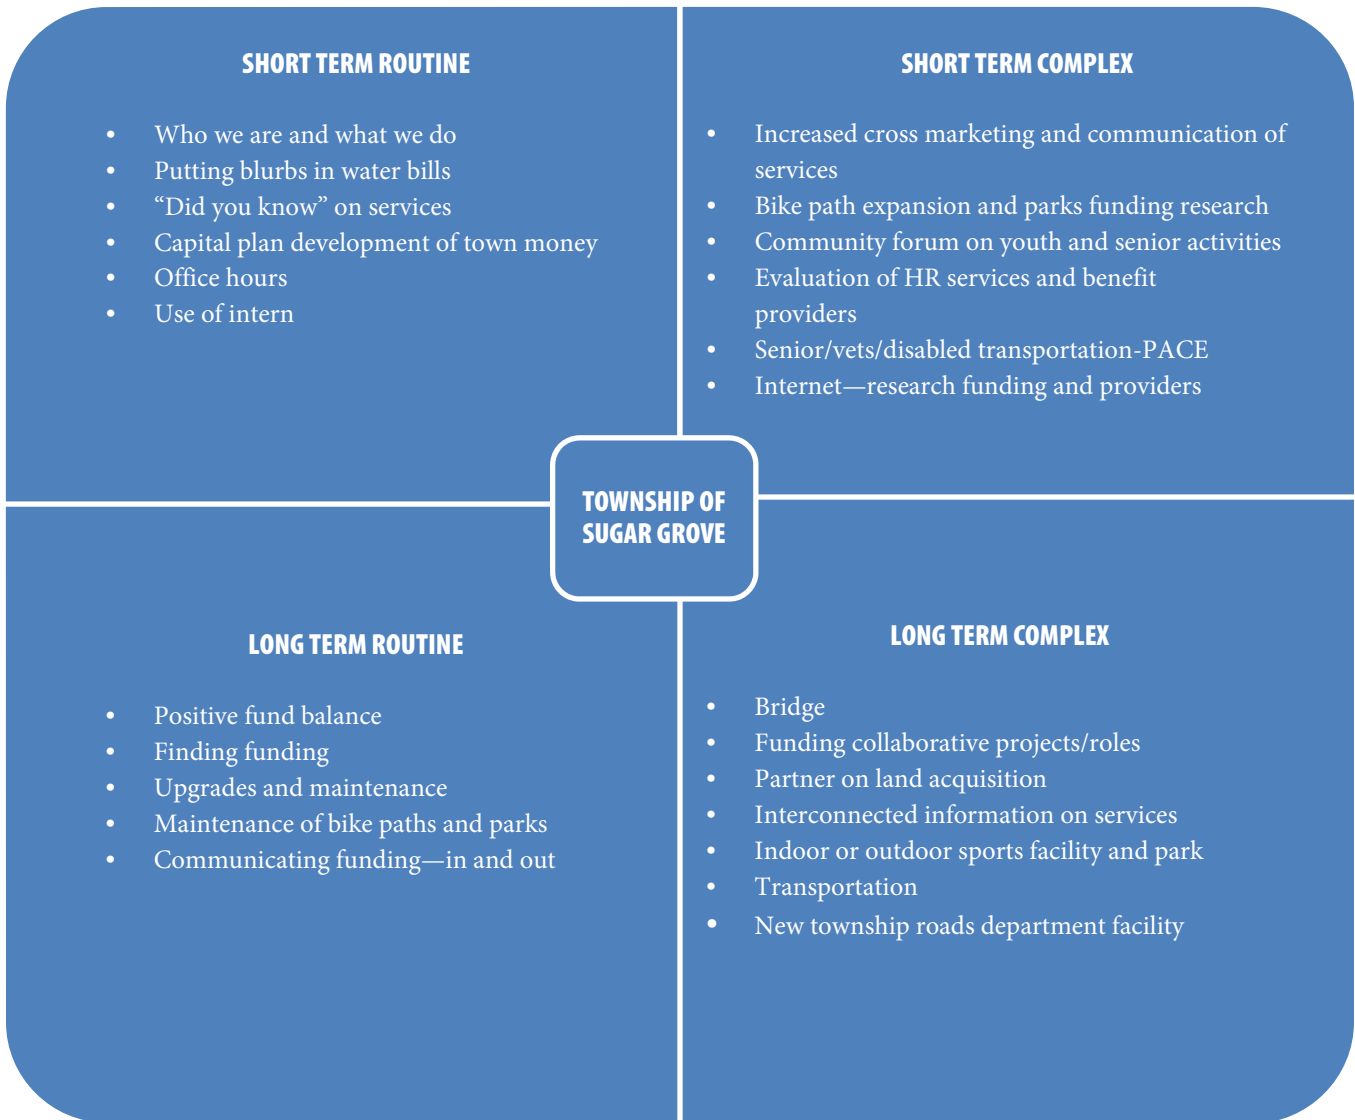 SHORT TERM ROUTINE
• Who we are and what we do
• Putting blurbs in water bills
• “Did you know” on services
• Capital plan development of town money
• Office hours
• Use of intern
SHORT TERM COMPLEX
• Increased cross marketing and communication of
services
• Bike path expansion and parks funding research
• Community forum on youth and senior activities
• Evaluation of HR services and benefit
providers
• Senior/vets/disabled transportation-PACE
• Internet—research funding and providers
TOWNSHIP OF
SUGAR GROVE
LONG TERM ROUTINE
• Positive fund balance
• Finding funding
• Upgrades and maintenance
• Maintenance of bike paths and parks
• Communicating funding—in and out
LONG TERM COMPLEX
• Bridge
• Funding collaborative projects/roles
• Partner on land acquisition
• Interconnected information on services
• Indoor or outdoor sports facility and park
• Transportation
• New township roads department facility